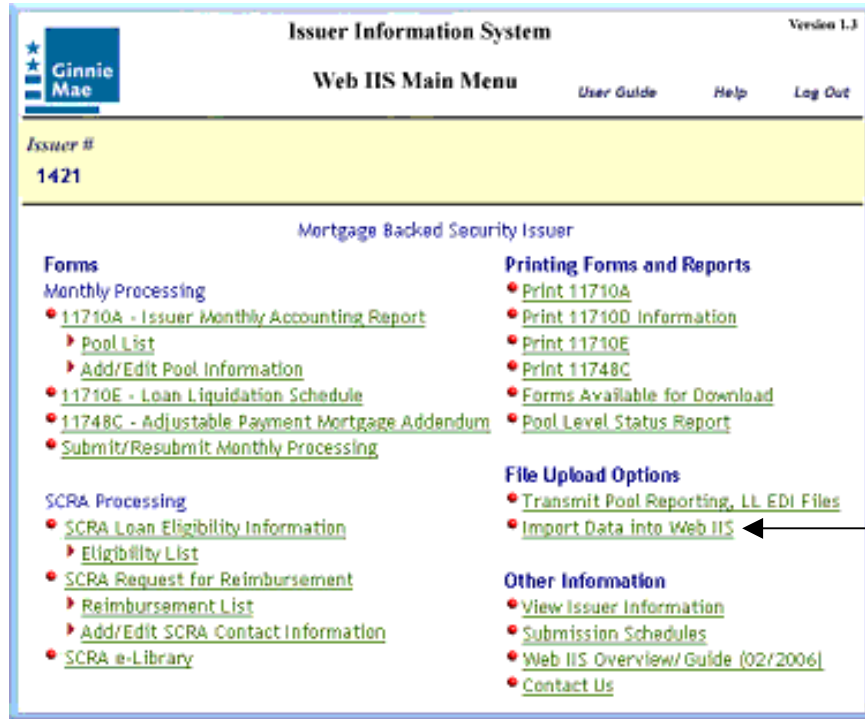 Issuer Information System
Version 1.3
Ginnie
Mae
Web IIS Main Menu
User Guide
Help
Log Out
Issuer #
1421
Mortgage Backed Security Issuer
Forms
Monthly Processing
11710A - Issuer Monthly Accounting Report
Pool List
Add/Edit Pool Information
11710E - Loan Liquidation Schedule
11748C - Adjustable Payment Mortgage Addendum
Submit/Resubmit Monthly Processing
SCRA Processing
SCRA Loan Eligibility Information
Eligibility List
SCRA Request for Reimbursement
Reimbursement List
Add/Edit SCRA Contact Information
SCRA e-Library
Printing Forms and Reports
Print 11710A
Print 11710D Information
Print 11710E
Print 11748C
Forms Available for Download
Pool Level Status Report
File Upload Options
Transmit Pool Reporting, LL EDI Files
Import Data into Web IIS
Other Information
View Issuer Information
Submission Schedules
Web IIS Overview/Guide (02/2006)
Contact Us